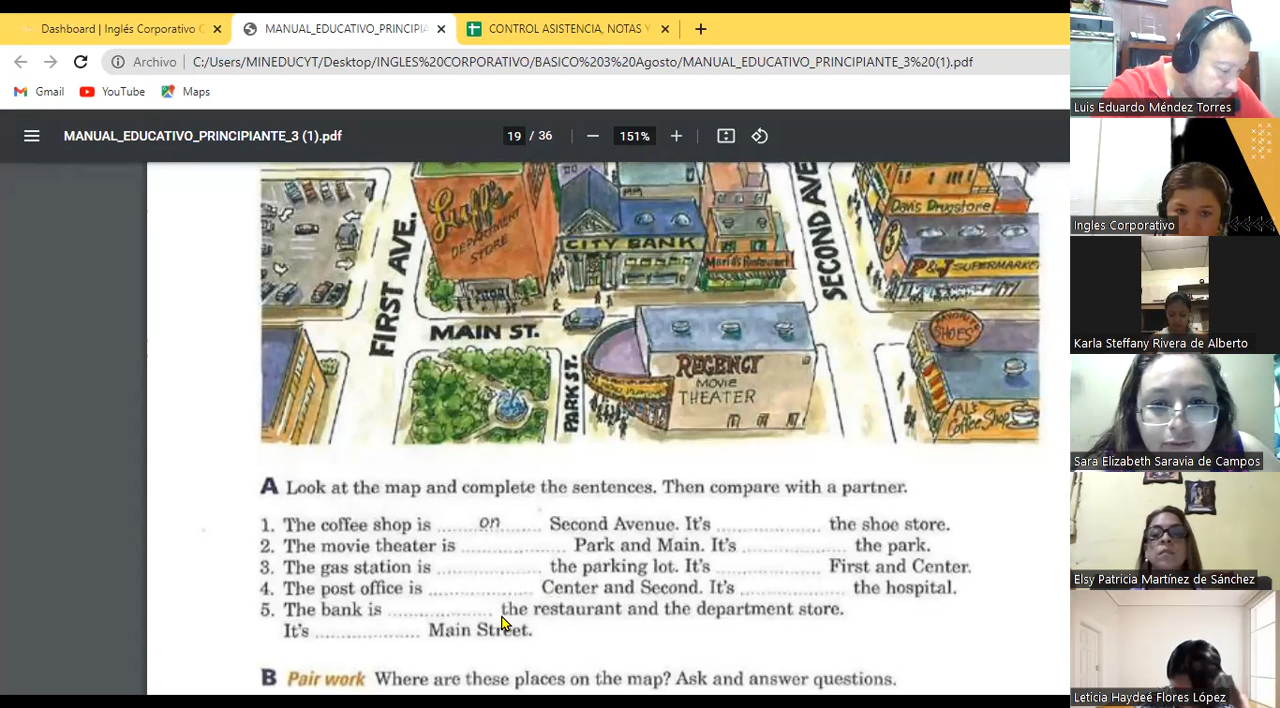 Dashboard | Inglés Corporativo C
MANUAL_EDUCATIVO_PRINCIPIA
CONTROL ASISTENCIA, NOTAS Y
Archivo C:/Users/MINEDUCYT/Desktop/INGLES%20CORPORATIVO/BASICO%203%20Agosto/MANUAL_EDUCATIVO_PRINCIPIANTE_3%20(1).pdf
Gmail YouTube Maps
MANUAL_EDUCATIVO_PRINCIPIANTE_3 (1).pdf 19 / 36 151%
Luft's
DEPARTMENT
STORE
CITY BANK
Maria's Restaurant
Dave's Drugstore
P&J SUPERMARKE
FIRST AVE.
SECOND AVE
MAIN ST.
PARK ST.
REGENCY
MOVIE
THEATER
FAVORITE
SHOES
AL's
Coffee Shop
A Look at the map and complete the sentences. Then compare with a partner.
1. The coffee shop is ......on...... Second Avenue. It's .................... the shoe store.
2. The movie theater is .................... Park and Main. It's .................... the park.
3. The gas station is .................... the parking lot. It's .................... First and Center.
4. The post office is .................... Center and Second. It's .................... the hospital.
5. The bank is .................... the restaurant and the department store.
It's .................... Main Street.
B Pair work Where are these places on the map? Ask and answer questions.
Luis Eduardo Méndez Torres
Ingles Corporativo
Karla Steffany Rivera de Alberto
Sara Elizabeth Saravia de Campos
Elsy Patricia Martínez de Sánchez
Leticia Haydeé Flores López